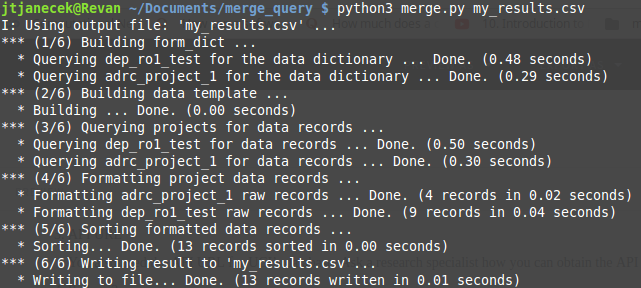 jtjanecek@Revan ~/Documents/merge_query $ python3 merge.py my_results.csv
I: Using output file: 'my_results.csv' ...
*** (1/6) Building form_dict ...
  * Querying dep_ro1_test for the data dictionary ... Done. (0.48 seconds)
  * Querying adrc_project_1 for the data dictionary ... Done. (0.29 seconds)
*** (2/6) Building data template ...
  * Building ... Done. (0.00 seconds)
*** (3/6) Querying projects for data records ...
  * Querying dep_ro1_test for data records ... Done. (0.50 seconds)
  * Querying adrc_project_1 for data records ... Done. (0.30 seconds)
*** (4/6) Formatting project data records ...
  * Formatting adrc_project_1 raw records ... Done. (4 records in 0.02 seconds)
  * Formatting dep_ro1_test raw records ... Done. (9 records in 0.04 seconds)
*** (5/6) Sorting formatted data records ...
  * Sorting... Done. (13 records sorted in 0.00 seconds)
*** (6/6) Writing result to 'my_results.csv'...
  * Writing to file... Done. (13 records written in 0.01 seconds)